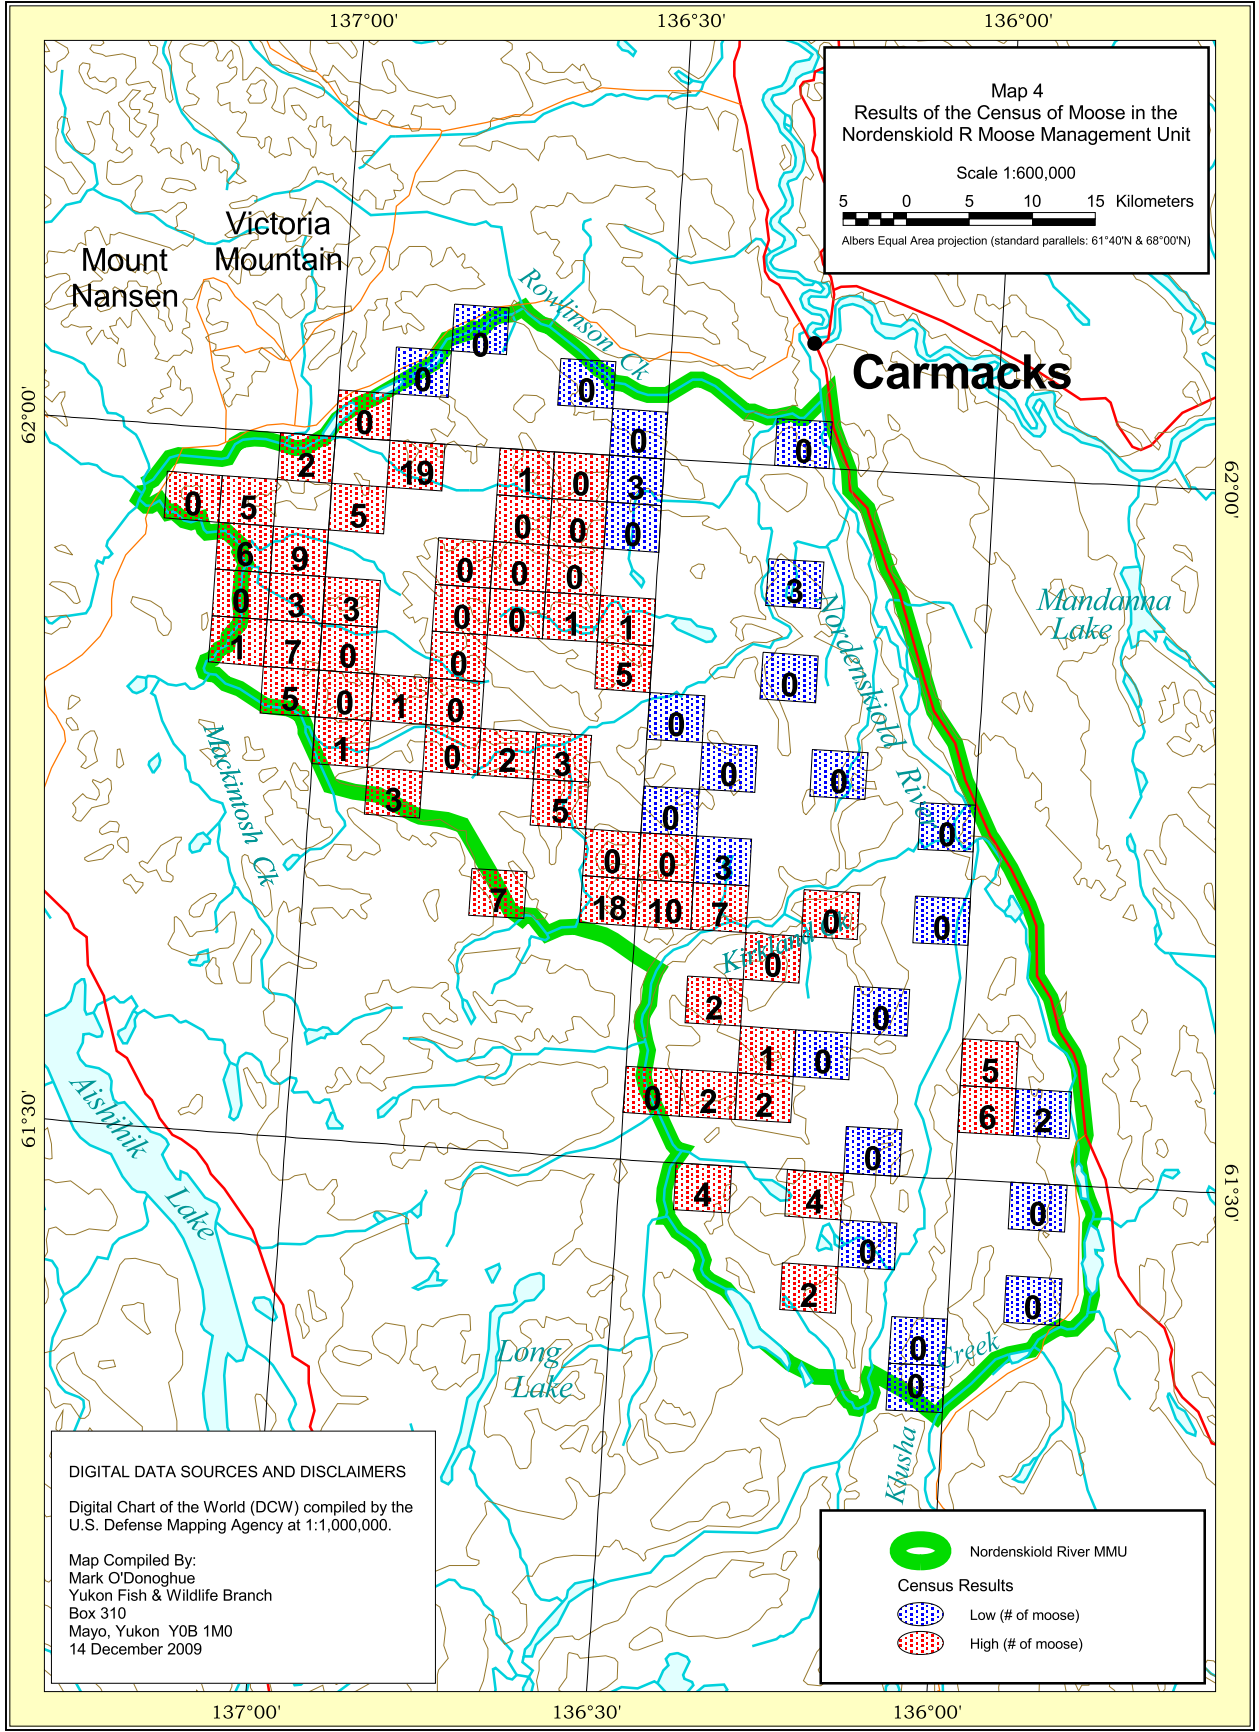 137°00'
136°30'
136°00'
Map 4
Results of the Census of Moose in the
Nordenskiold R Moose Management Unit
Scale 1:600,000
5 0 5 10 15 Kilometers
Albers Equal Area projection (standard parallels: 61°40'N & 68°00'N)
Victoria
Mountain
Mount
Nansen
Rowlinson Ck
Carmacks
62°00'
62°00'
0
0
0
0
0
0
2
19
1
0
3
0
5
5
0
0
0
6
9
0
0
0
3
0
3
3
0
0
1
1
1
7
0
0
5
0
5
0
1
0
0
1
0
2
3
0
0
3
5
0
0
0
0
3
7
18
10
7
0
0
0
2
0
1
0
5
0
2
2
6
2
0
4
4
0
0
2
0
0
0
Mandanna
Lake
Nordenskiold River
Mackintosh Ck
Kirkland Ck
61°30'
61°30'
Aishihik
Lake
Long
Lake
Klusha
Creek
DIGITAL DATA SOURCES AND DISCLAIMERS
Digital Chart of the World (DCW) compiled by the
U.S. Defense Mapping Agency at 1:1,000,000.
Map Compiled By:
Mark O'Donoghue
Yukon Fish & Wildlife Branch
Box 310
Mayo, Yukon Y0B 1M0
14 December 2009
Nordenskiold River MMU
Census Results
Low (# of moose)
High (# of moose)
137°00'
136°30'
136°00'